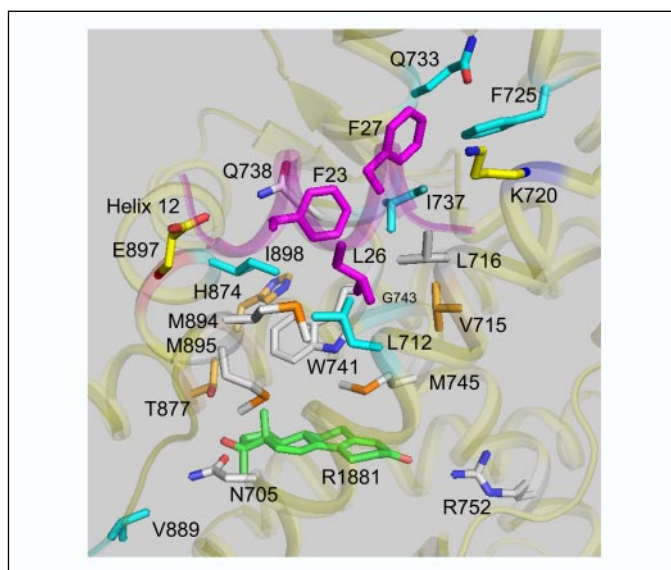 Q733
F725
F27
Q738
F23
I737
K720
Helix 12
E897
I898
L26
L716
H874
G743
M894
L712
V715
M895
W741
M745
T877
N705
R1881
R752
V889